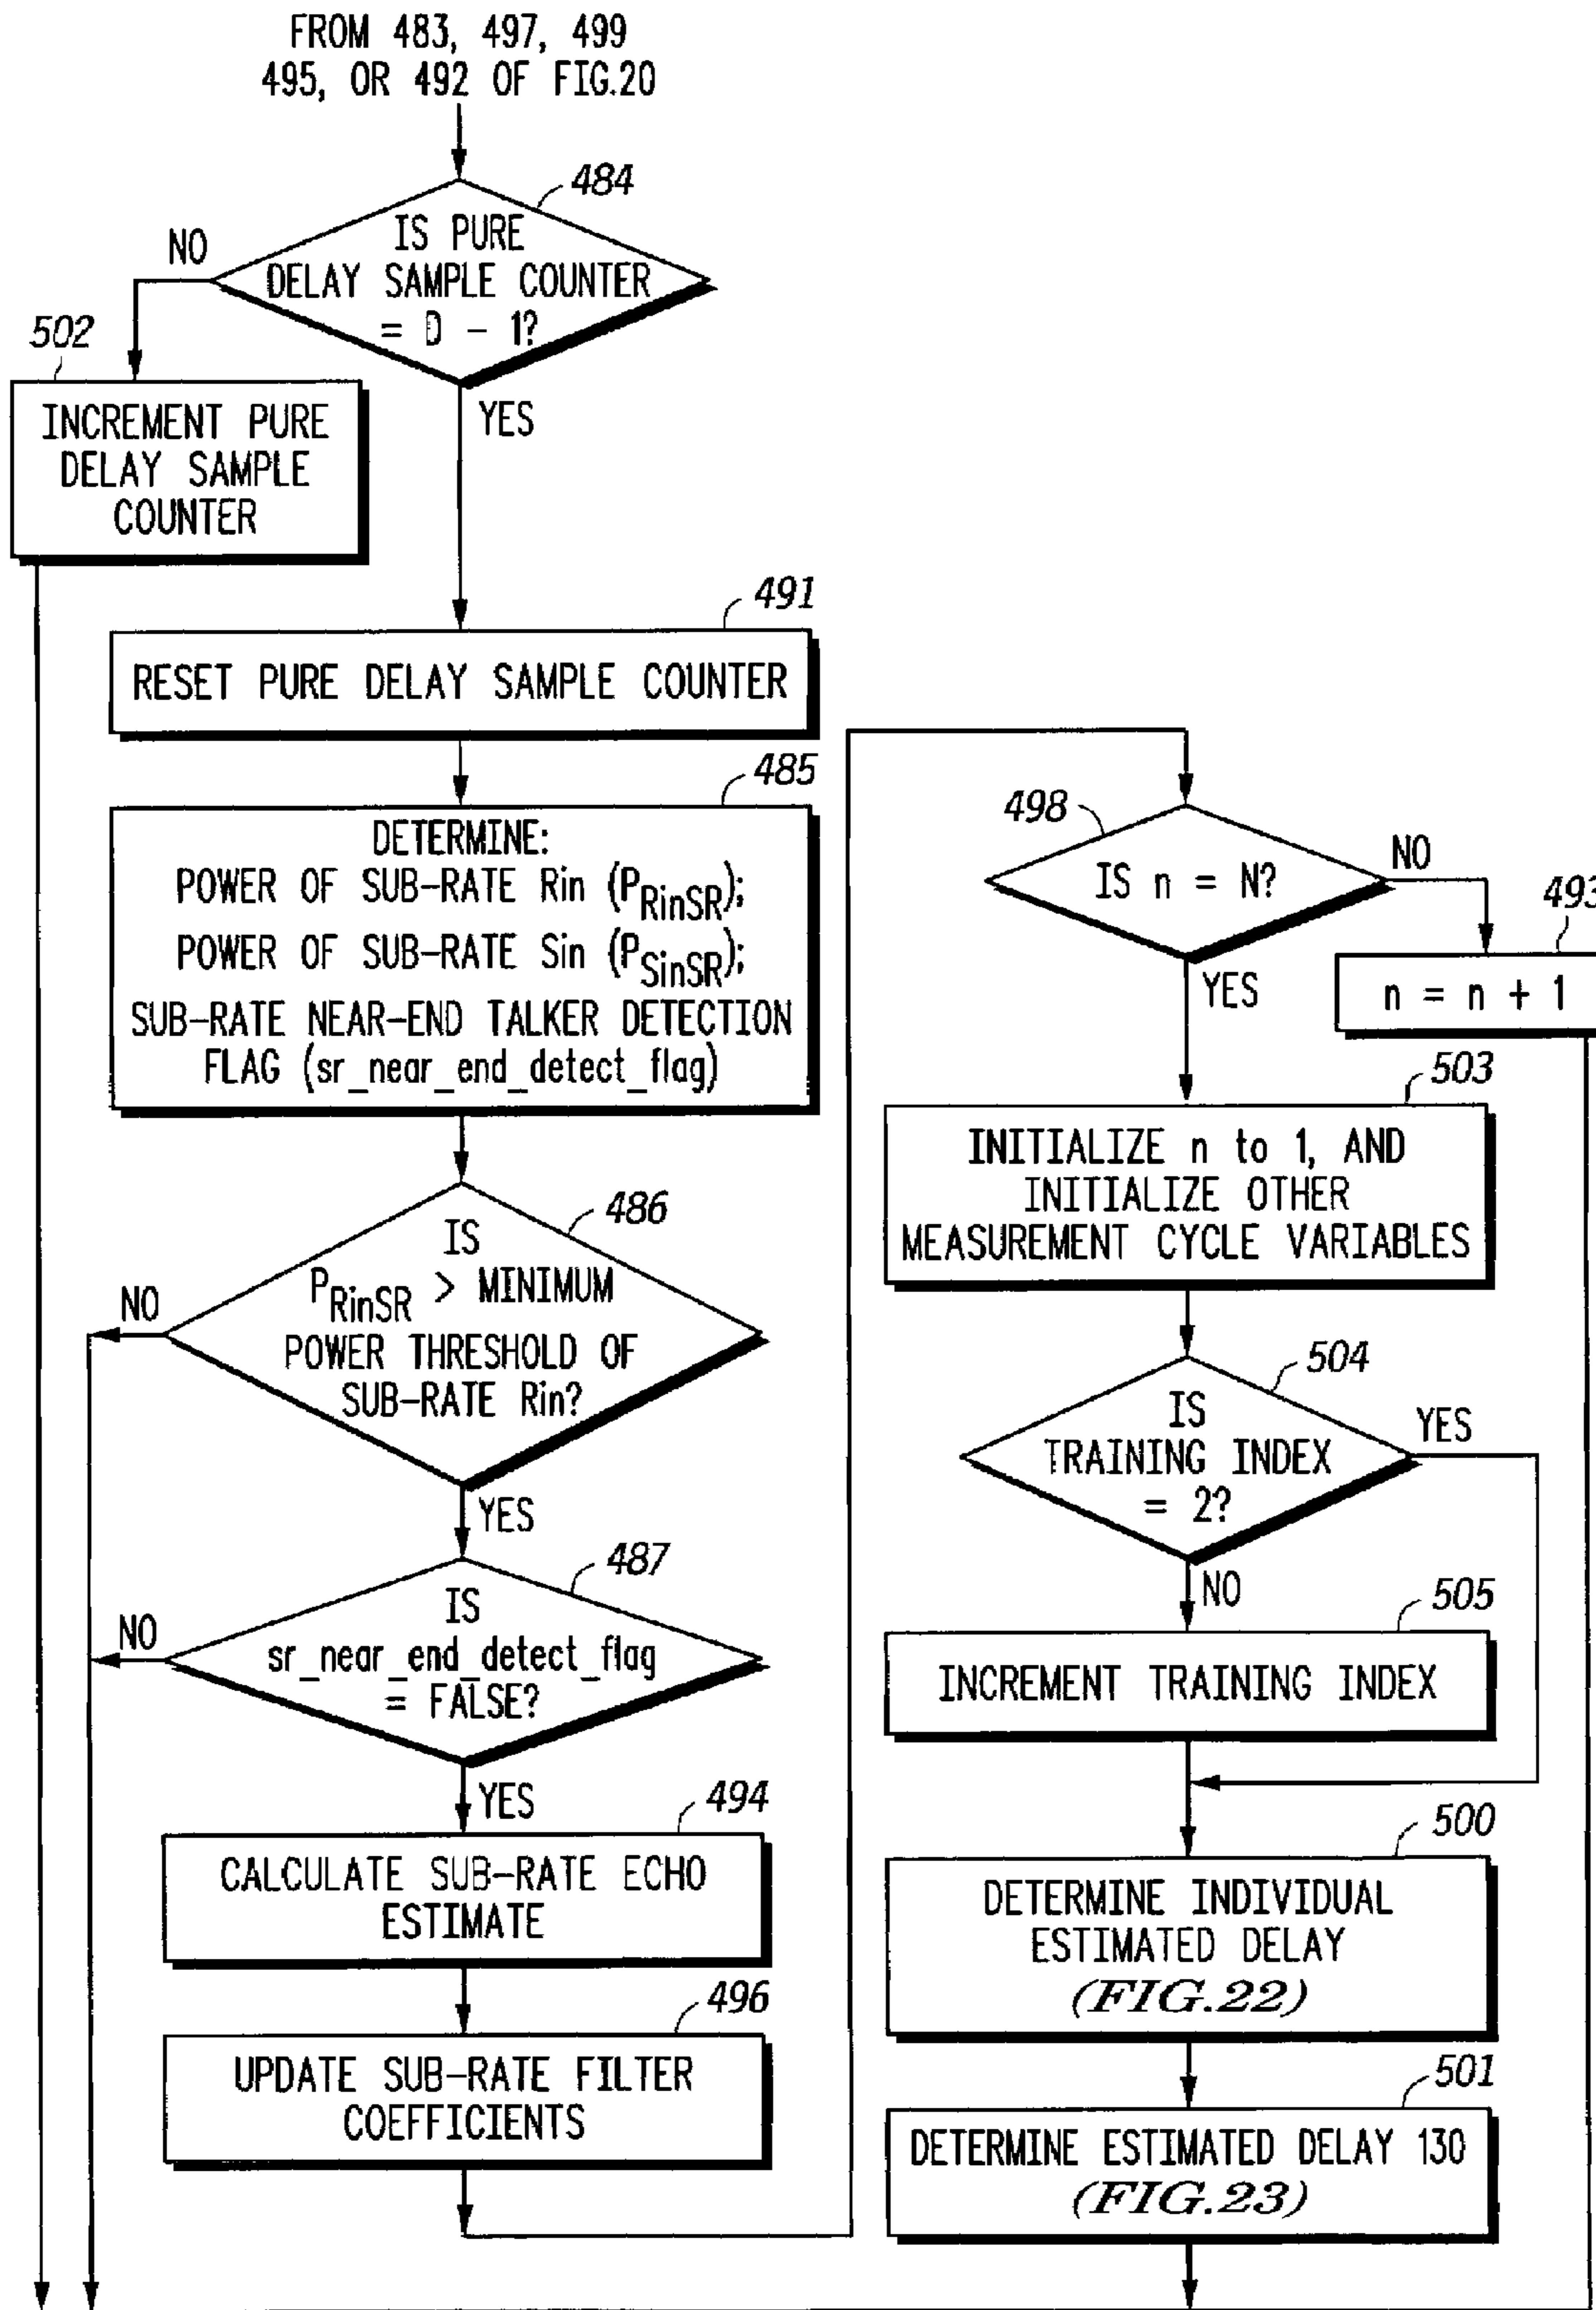 FROM 483, 497, 499
495, OR 492 OF FIG.20
484
IS PURE
DELAY SAMPLE COUNTER
= D - 1?
NO
YES
502
INCREMENT PURE
DELAY SAMPLE
COUNTER
491
RESET PURE DELAY SAMPLE COUNTER
485
DETERMINE:
POWER OF SUB-RATE Rin (PRinSR);
POWER OF SUB-RATE Sin (PSinSR);
SUB-RATE NEAR-END TALKER DETECTION
FLAG (sr_near_end_detect_flag)
486
IS
PRinSR > MINIMUM
POWER THRESHOLD OF
SUB-RATE Rin?
NO
YES
487
IS
sr_near_end_detect_flag
= FALSE?
NO
YES
494
CALCULATE SUB-RATE ECHO
ESTIMATE
496
UPDATE SUB-RATE FILTER
COEFFICIENTS
498
IS n = N?
NO
YES
493
n = n + 1
503
INITIALIZE n to 1, AND
INITIALIZE OTHER
MEASUREMENT CYCLE VARIABLES
504
IS
TRAINING INDEX
= 2?
YES
NO
505
INCREMENT TRAINING INDEX
500
DETERMINE INDIVIDUAL
ESTIMATED DELAY
(FIG.22)
501
DETERMINE ESTIMATED DELAY 130
(FIG.23)